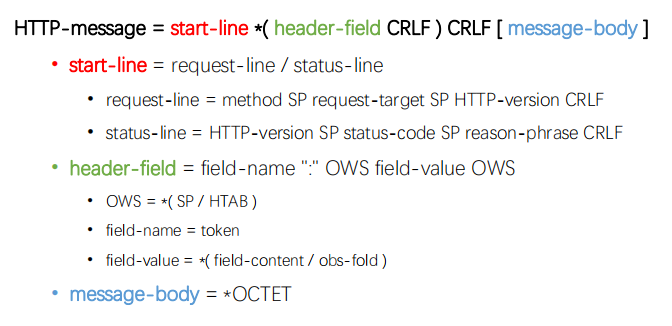 HTTP-message = start-line *( header-field CRLF ) CRLF [ message-body ]
• start-line = request-line / status-line
• request-line = method SP request-target SP HTTP-version CRLF
• status-line = HTTP-version SP status-code SP reason-phrase CRLF
• header-field = field-name ":" OWS field-value OWS
• OWS = *( SP / HTAB )
• field-name = token
• field-value = *( field-content / obs-fold )
• message-body = *OCTET